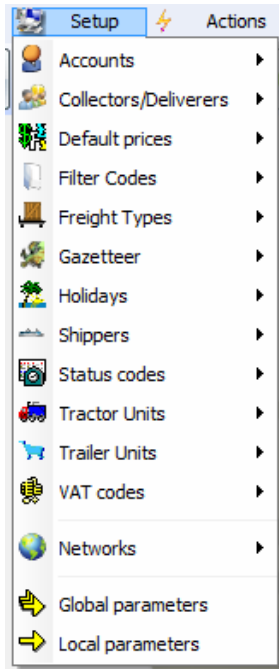 Setup Actions
Accounts
Collectors/Deliverers
Default prices
Filter Codes
Freight Types
Gazetteer
Holidays
Shippers
Status codes
Tractor Units
Trailer Units
VAT codes
Networks
Global parameters
Local parameters